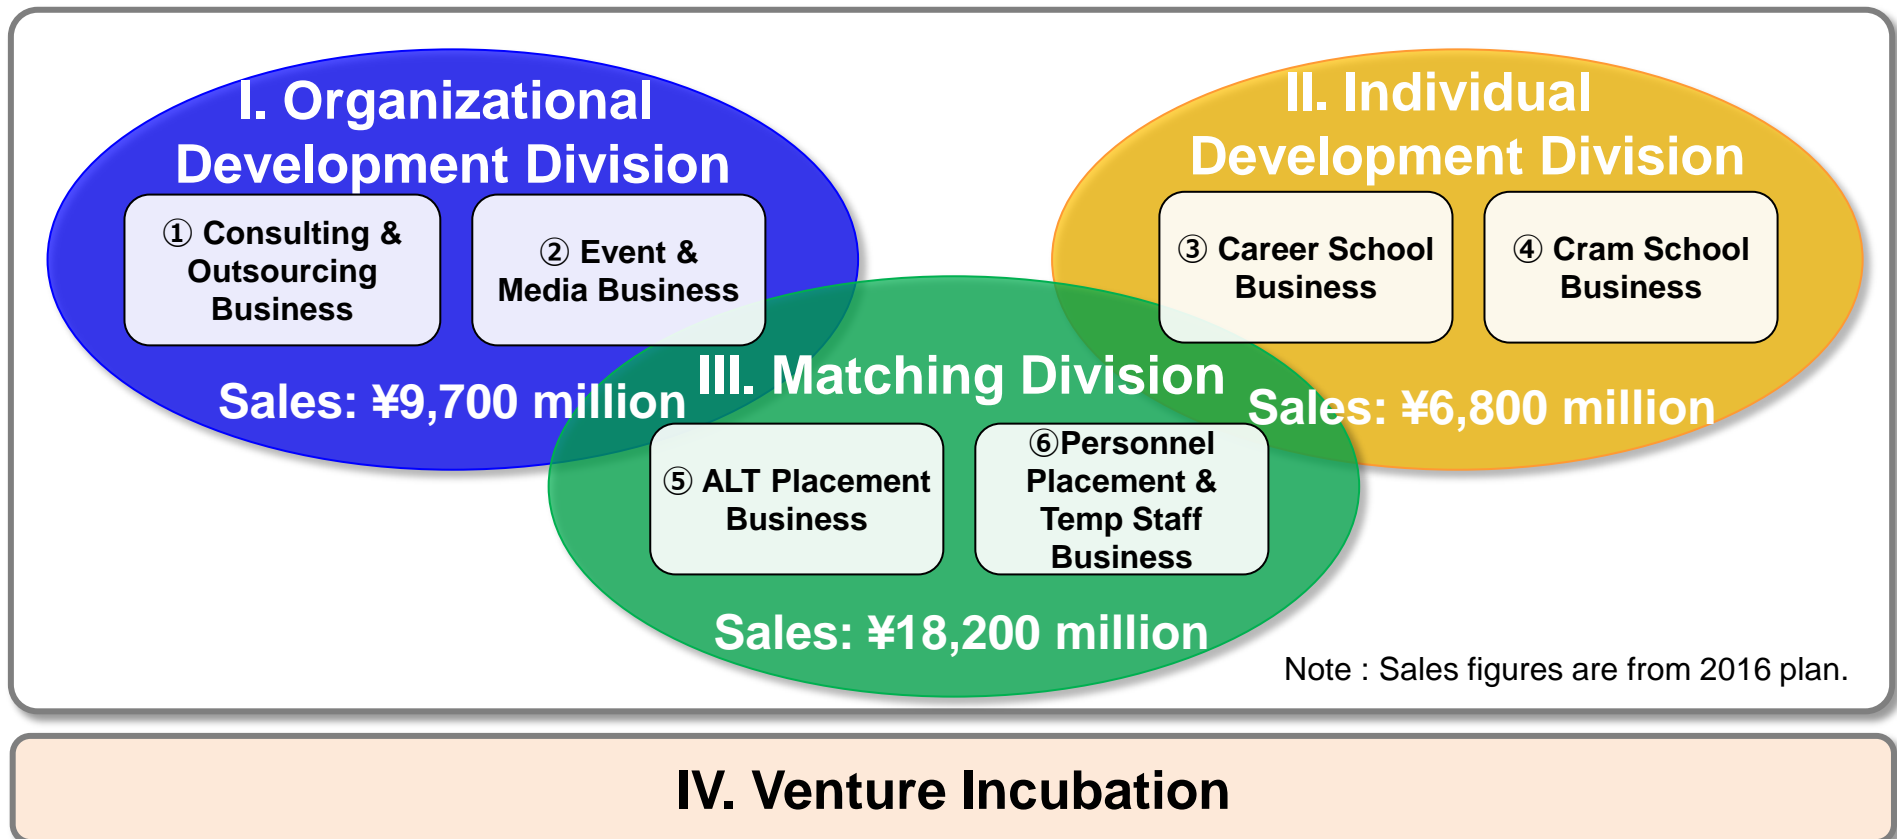 I. Organizational
Development Division
① Consulting &
Outsourcing
Business
② Event &
Media Business
Sales: ¥9,700 million
II. Individual
Development Division
③ Career School
Business
④ Cram School
Business
Sales: ¥6,800 million
III. Matching Division
⑤ ALT Placement
Business
⑥Personnel
Placement &
Temp Staff
Business
Sales: ¥18,200 million
Note : Sales figures are from 2016 plan.
IV. Venture Incubation